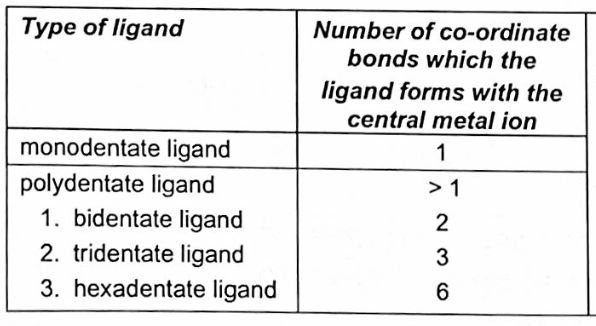 Type of ligand
Number of co-ordinate
bonds which the
ligand forms with the
central metal ion
monodentate ligand
1
polydentate ligand
> 1
1. bidentate ligand
2
2. tridentate ligand
3
3. hexadentate ligand
6